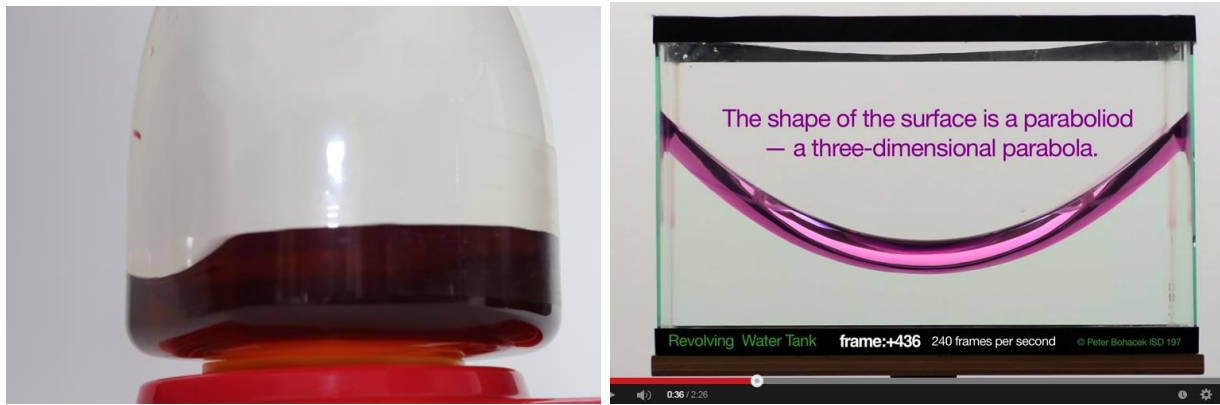 The shape of the surface is a paraboliod
— a three-dimensional parabola.
Revolving Water Tank frame:+436 240 frames per second © Peter Bohacek ISD 197
0:36 / 2:26